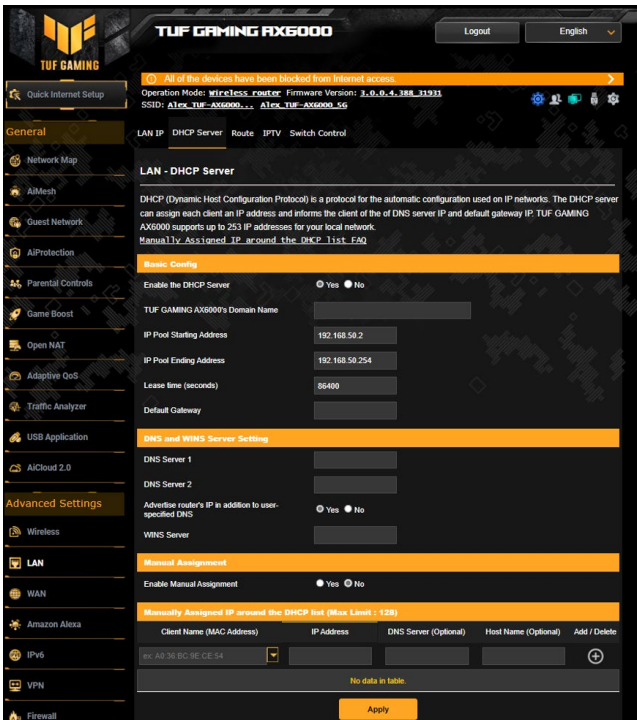 TUF GAMING
TUF GAMING AX6000
Logout
English
Quick Internet Setup
All of the devices have been blocked from Internet access.
Operation Mode: Wireless router Firmware Version: 3.0.0.4.388_31931
SSID: Alex_TUF-AX6000... Alex_TUF-AX6000_5G
General
Network Map
AiMesh
Guest Network
AiProtection
Parental Controls
Game Boost
Open NAT
Adaptive QoS
Traffic Analyzer
USB Application
AiCloud 2.0
Advanced Settings
Wireless
LAN
WAN
Amazon Alexa
IPv6
VPN
Firewall
LAN IP DHCP Server Route IPTV Switch Control
LAN - DHCP Server
DHCP (Dynamic Host Configuration Protocol) is a protocol for the automatic configuration used on IP networks. The DHCP server
can assign each client an IP address and informs the client of the of DNS server IP and default gateway IP. TUF GAMING
AX6000 supports up to 253 IP addresses for your local network.
Manually Assigned IP around the DHCP list FAQ
Basic Config
Enable the DHCP Server Yes No
TUF GAMING AX6000's Domain Name
IP Pool Starting Address 192.168.50.2
IP Pool Ending Address 192.168.50.254
Lease time (seconds) 86400
Default Gateway
DNS and WINS Server Setting
DNS Server 1
DNS Server 2
Advertise router's IP in addition to user-
specified DNS Yes No
WINS Server
Manual Assignment
Enable Manual Assignment Yes No
Manually Assigned IP around the DHCP list (Max Limit : 128)
Client Name (MAC Address) IP Address DNS Server (Optional) Host Name (Optional) Add / Delete
ex: A8:36:BC:9E:CE:54
No data in table.
Apply